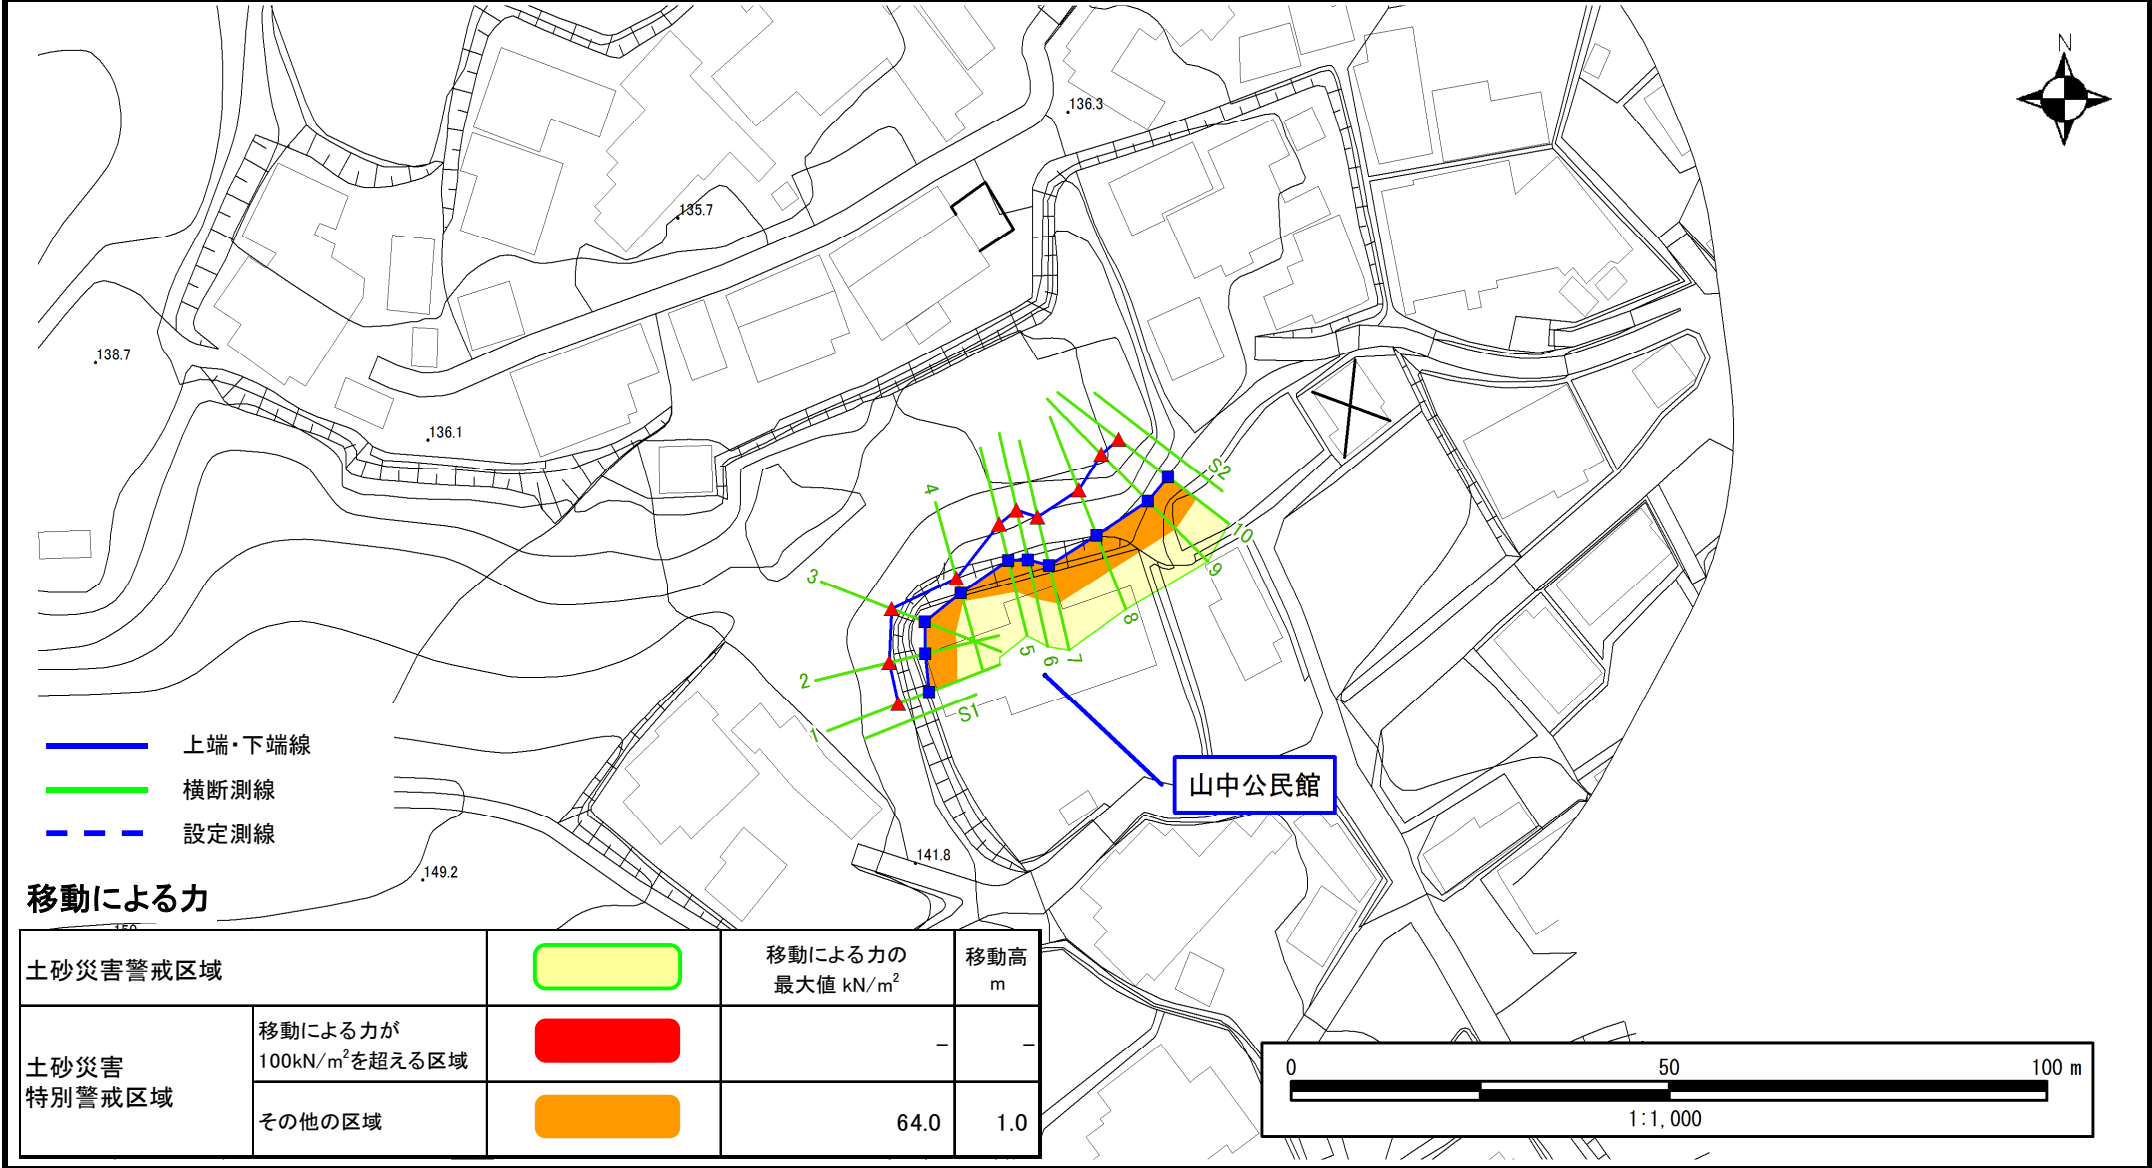 N
136.3
135.7
138.7
136.1
S2
4
10
3
9
8
5
6
7
2
S1
1
上端・下端線
横断測線
設定測線
山中公民館
141.8
149.2
移動による力
土砂災害警戒区域
移動による力の
最大値 kN/m²
移動高
m
土砂災害
特別警戒区域
移動による力が
100kN/m²を超える区域
－
－
その他の区域
64.0
1.0
0
50
100 m
1:1,000